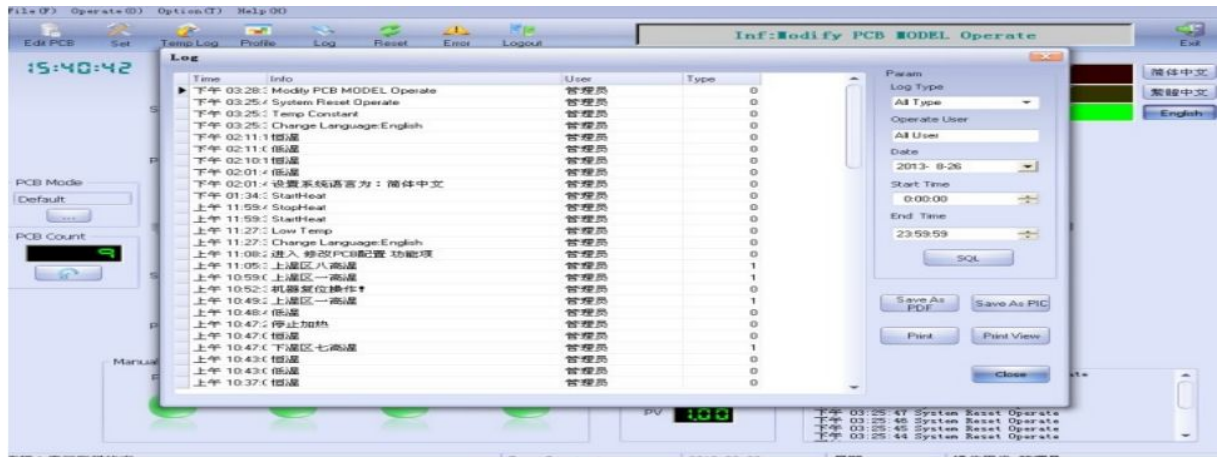 File(F) Operate(O) Option(T) Help(H)
Edit PCB Set Temp Log Profile Log Reset Error Logout
Inf:Modify PCB MODEL Operate
Exit
15:40:42
简体中文
繁體中文
English
PCB Mode
Default
...
PCB Count
9
Manual
Log
Time Info User Type
下午 03:28: Modify PCB MODEL Operate 管理员 0
下午 03:25: System Reset Operate 管理员 0
下午 03:25: Temp Constant 管理员 0
下午 03:25: Change Language:English 管理员 0
下午 02:11:1 恒温 管理员 0
下午 02:11:0 低温 管理员 0
下午 02:10:1 恒温 管理员 0
下午 02:01: 低温 管理员 0
下午 02:01: 设置系统语言为：简体中文 管理员 0
下午 01:34: StartHeat 管理员 0
上午 11:59: StopHeat 管理员 0
上午 11:59: StartHeat 管理员 0
上午 11:27: Low Temp 管理员 0
上午 11:27: Change Language:English 管理员 0
上午 11:08: 进入 修改PCB配置 功能项 管理员 0
上午 11:05: 上温区八高温 管理员 1
上午 10:59: 上温区一高温 管理员 1
上午 10:52: 机器复位操作! 管理员 0
上午 10:49: 上温区一高温 管理员 1
上午 10:48: 低温 管理员 0
上午 10:47: 停止加热 管理员 0
上午 10:47: 恒温 管理员 0
上午 10:47: 下温区七高温 管理员 1
上午 10:43: 恒温 管理员 0
上午 10:43: 低温 管理员 0
上午 10:37: 恒温 管理员 0
Param
Log Type
All Type
Operate User
All User
Date
2013- 8-26
Start Time
0:00:00
End Time
23:59:59
SQL
Save As PDF
Save As PIC
Print
Print View
Close
PV 1.00
下午 03:25:47 System Reset Operate
下午 03:25:46 System Reset Operate
下午 03:25:45 System Reset Operate
下午 03:25:44 System Reset Operate